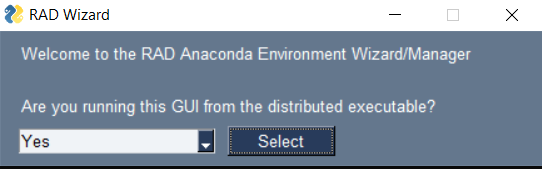 RAD Wizard
Welcome to the RAD Anaconda Environment Wizard/Manager
Are you running this GUI from the distributed executable?
Yes
Select